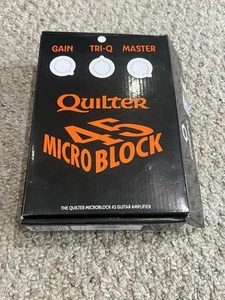 GAIN TRI-Q MASTER
QUILTER
45
MICRO BLOCK
THE QUILTER MICROBLOCK 45 GUITAR AMPLIFIER